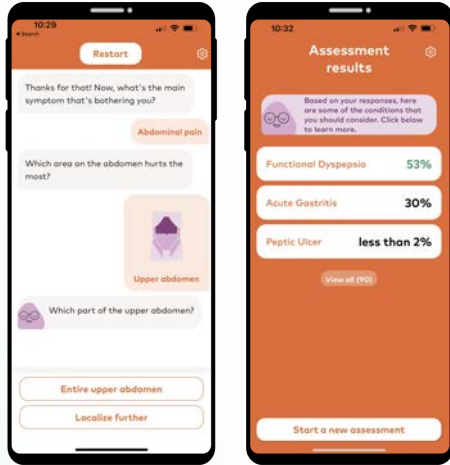 10:29
Search
Restart
Thanks for that! Now, what's the main
symptom that's bothering you?
Abdominal pain
Which area on the abdomen hurts the
most?
Upper abdomen
Which part of the upper abdomen?
Entire upper abdomen
Localize further
10:32
Assessment
results
Based on your responses, here
are some of the conditions that
you should consider. Click below
to learn more.
Functional Dyspepsia 53%
Acute Gastritis 30%
Peptic Ulcer less than 2%
View all (90)
Start a new assessment